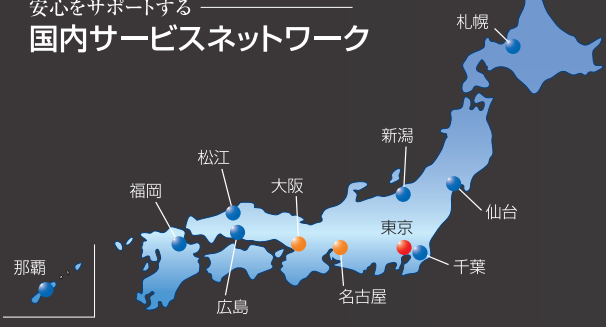 安心をサポートする
国内サービスネットワーク
札幌
新潟
松江
大阪
福岡
仙台
東京
千葉
那覇
名古屋
広島